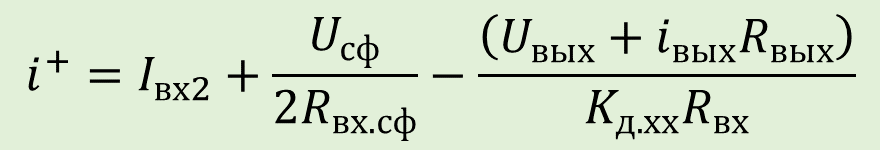 i⁺ = I_вх2 + U_сф / 2R_вх.сф − (U_вых + i_вых R_вых) / K_д.хх R_вх